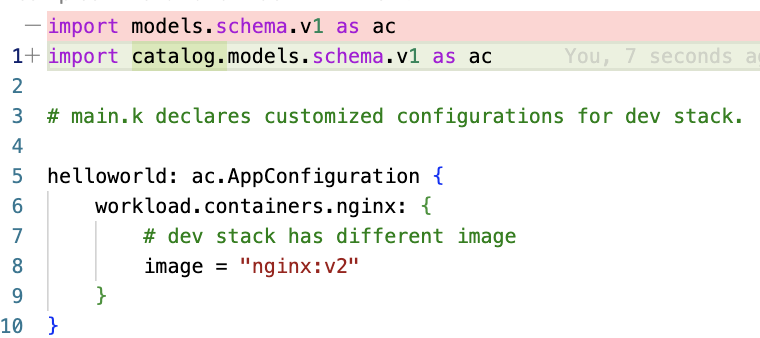 — import models.schema.v1 as ac
1+ import catalog.models.schema.v1 as ac You, 7 seconds
2
3 # main.k declares customized configurations for dev stack.
4
5 helloworld: ac.AppConfiguration {
6 workload.containers.nginx: {
7 # dev stack has different image
8 image = "nginx:v2"
9 }
10 }